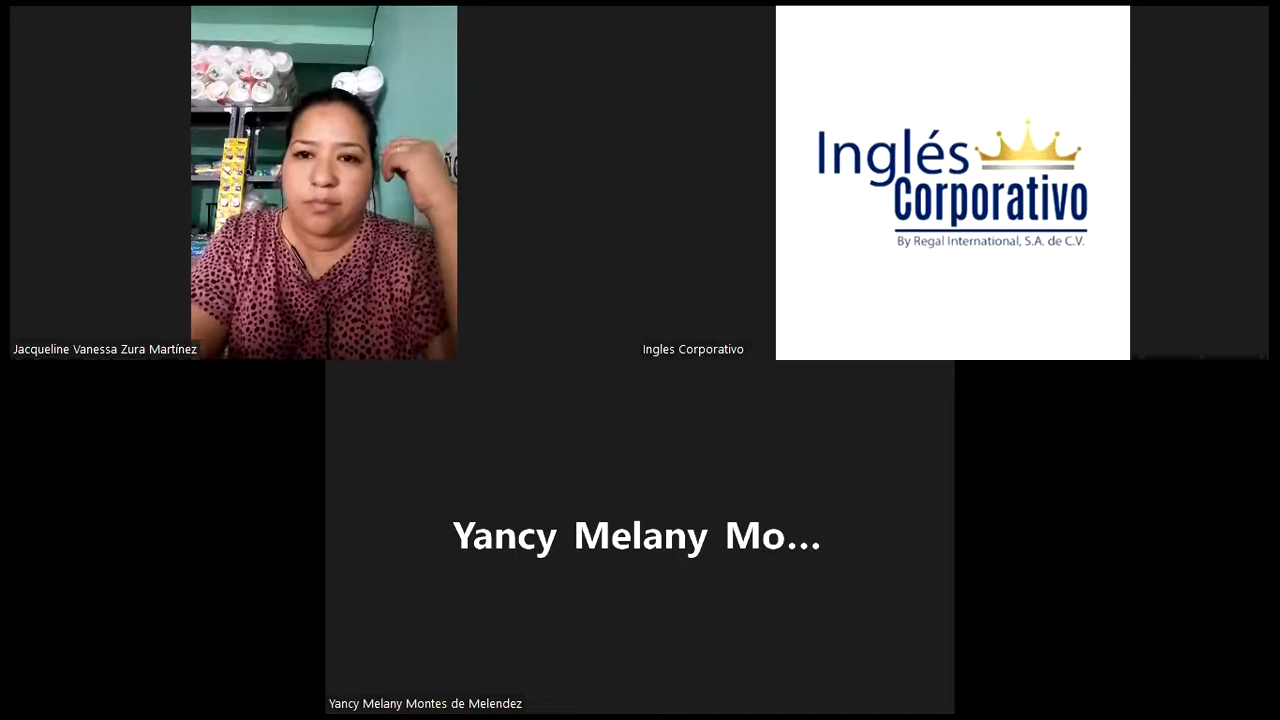 Inglés
Corporativo
By Regal International, S.A. de C.V.
Jacqueline Vanessa Zura Martínez
Ingles Corporativo
Yancy Melany Mo...
Yancy Melany Montes de Melendez